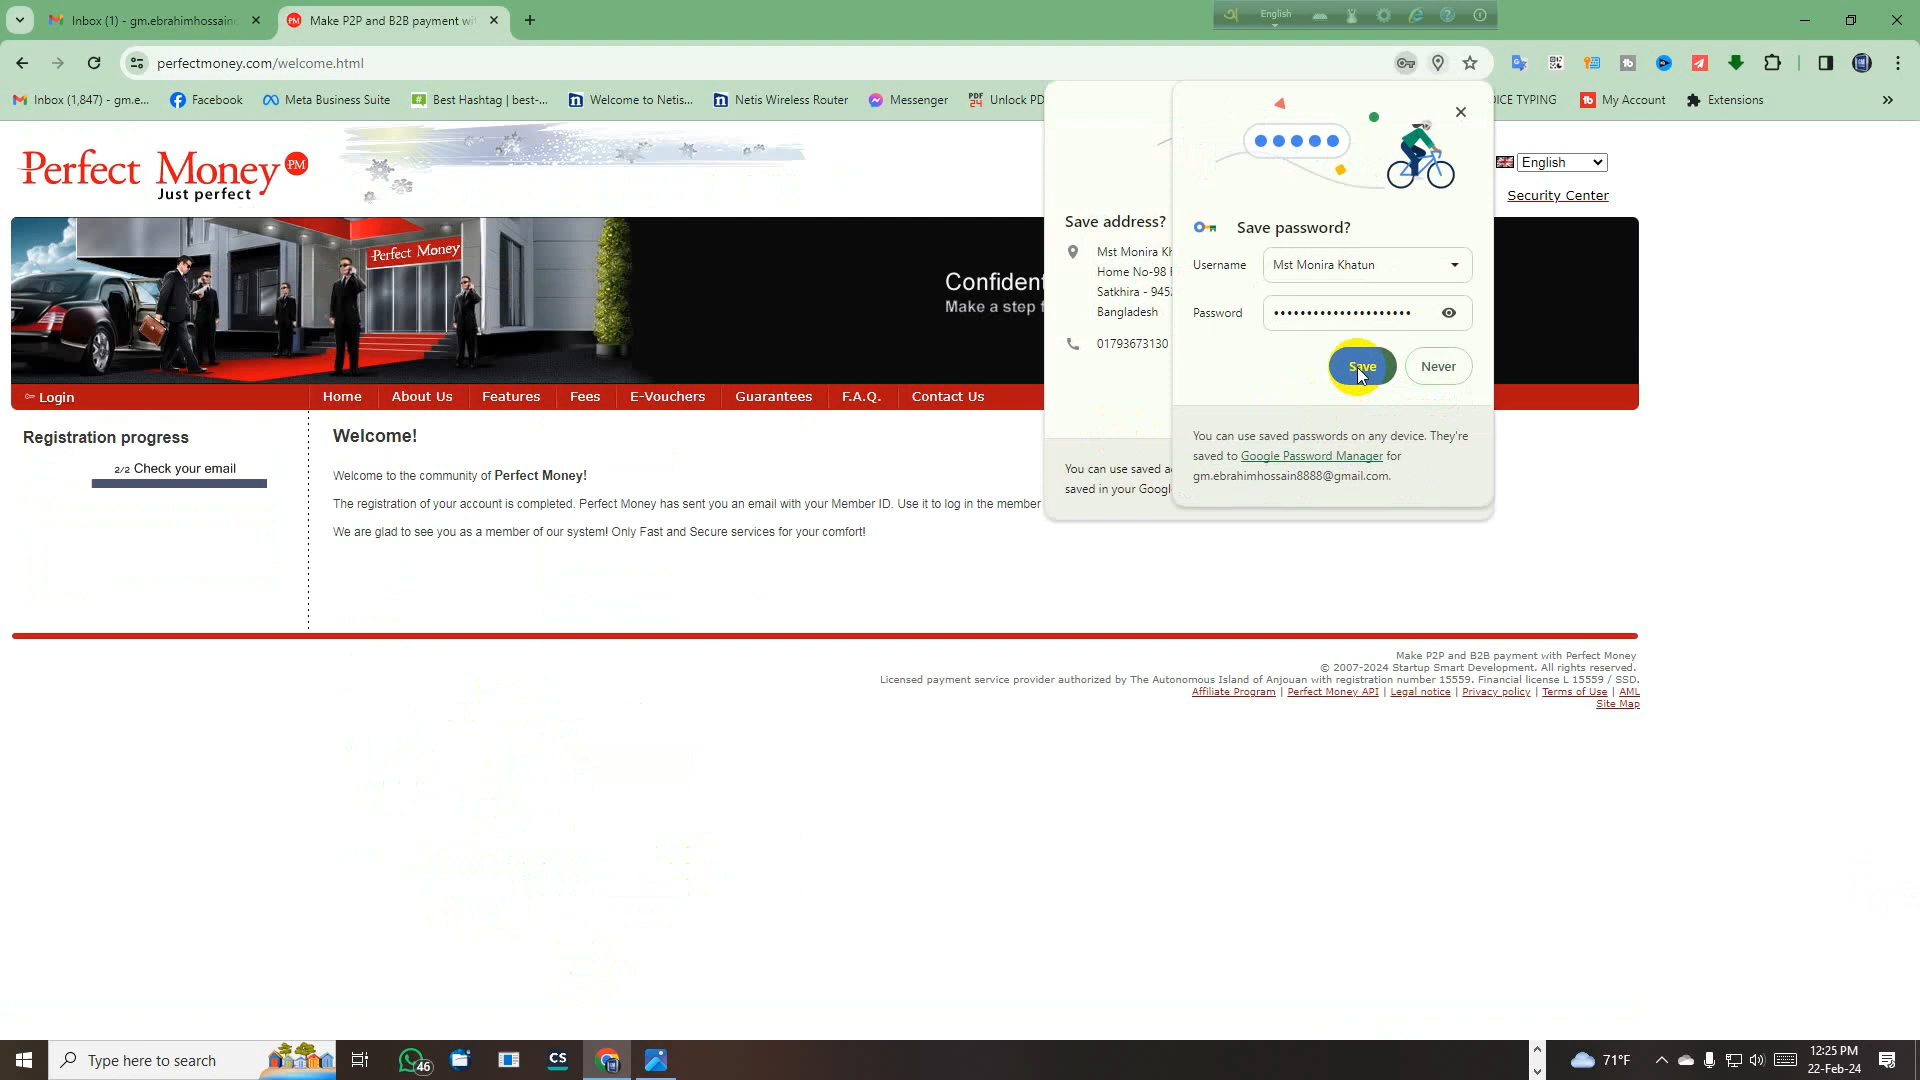 Inbox (1) - gm.ebrahimhossain
Make P2P and B2B payment wit
English
perfectmoney.com/welcome.html
Inbox (1,847) - gm.e...
Facebook
Meta Business Suite
Best Hashtag | best-...
Welcome to Netis...
Netis Wireless Router
Messenger
Unlock PD
ICE TYPING
My Account
Extensions
Perfect Money PM
Just perfect
English
Security Center
Perfect Money
Confident
Make a step f
Login
Home
About Us
Features
Fees
E-Vouchers
Guarantees
F.A.Q.
Contact Us
Save address?
Mst Monira Kh
Home No-98
Satkhira - 945
Bangladesh
01793673130
You can use saved a
saved in your Googl
Save password?
Username
Mst Monira Khatun
Password
Save
Never
You can use saved passwords on any device. They're
saved to Google Password Manager for
gm.ebrahimhossain8888@gmail.com.
Registration progress
2/2 Check your email
Welcome!
Welcome to the community of Perfect Money!
The registration of your account is completed. Perfect Money has sent you an email with your Member ID. Use it to log in the member
We are glad to see you as a member of our system! Only Fast and Secure services for your comfort!
Make P2P and B2B payment with Perfect Money
© 2007-2024 Startup Smart Development. All rights reserved.
Licensed payment service provider authorized by The Autonomous Island of Anjouan with registration number 15559. Financial license L 15559 / SSD.
Affiliate Program | Perfect Money API | Legal notice | Privacy policy | Terms of Use | AML
Site Map
Type here to search
46
CS
71°F
12:25 PM
22-Feb-24